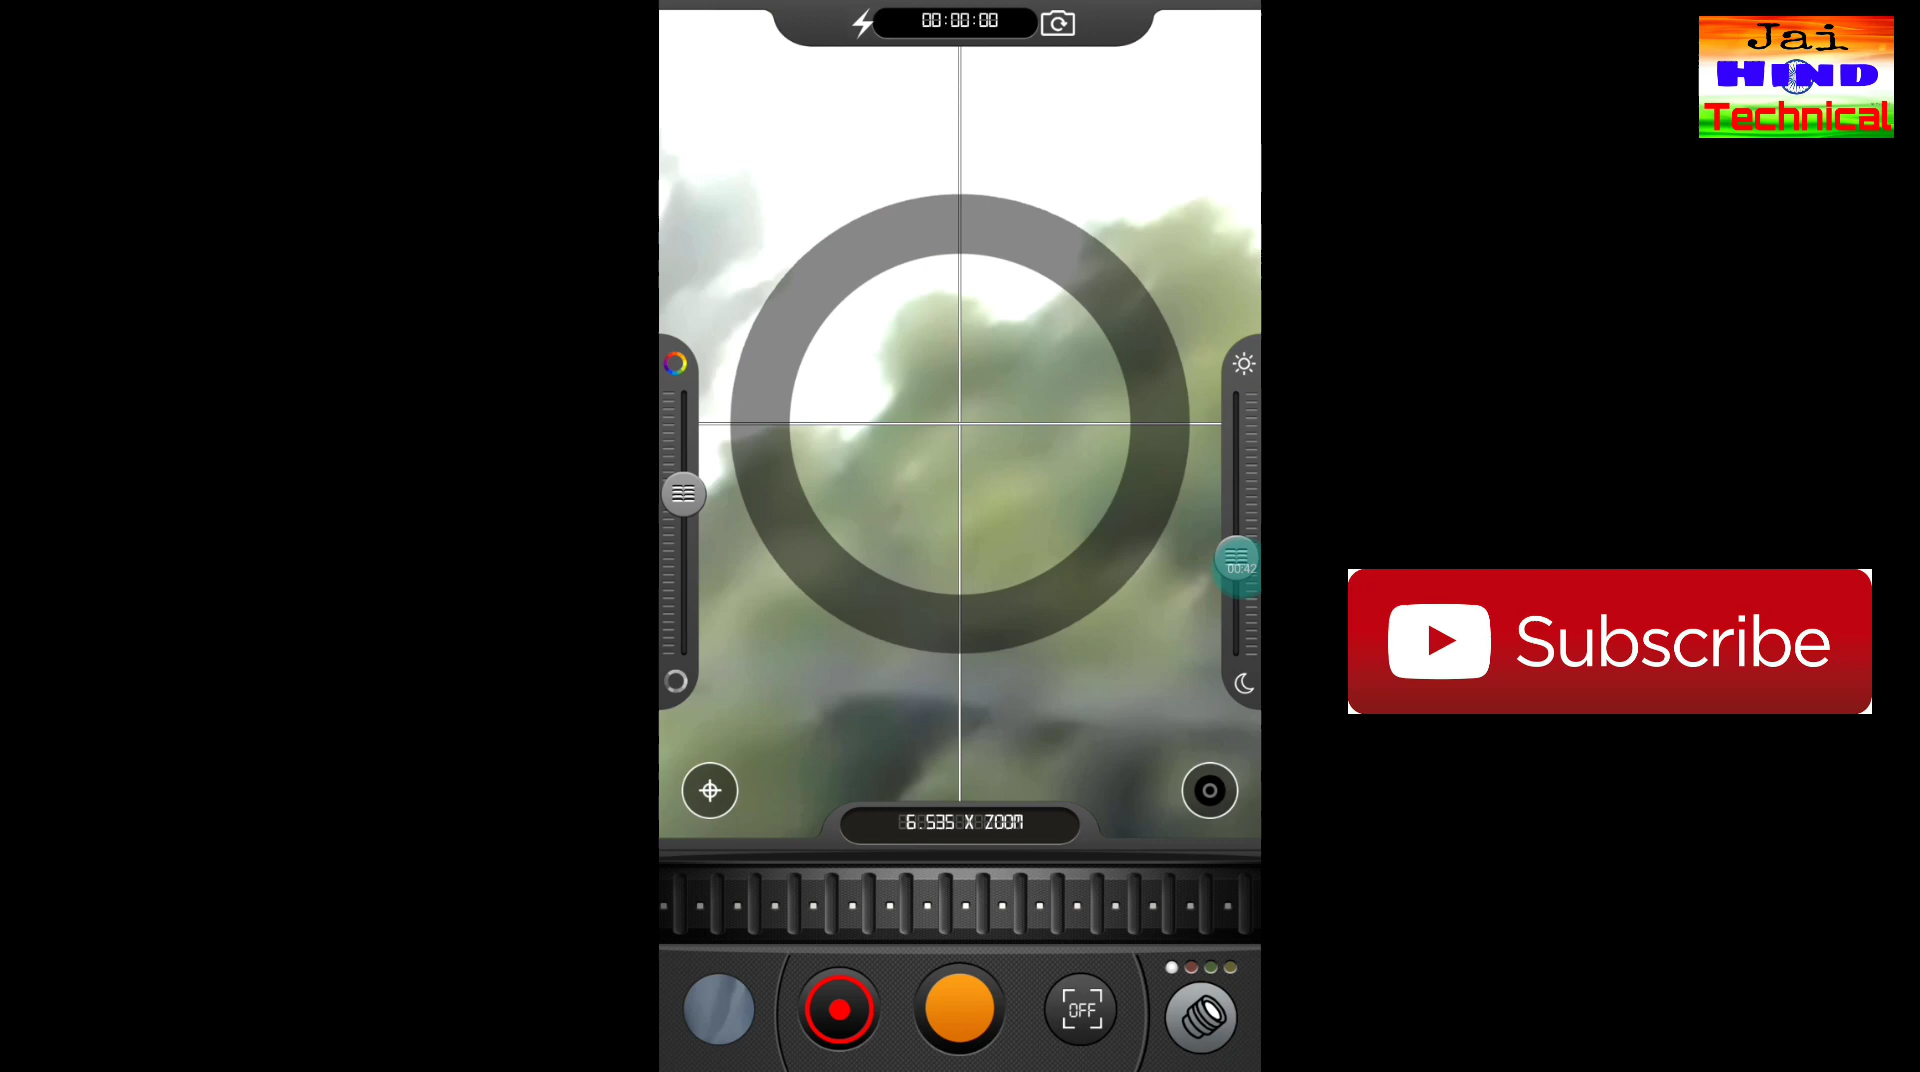 00:00:00
Jai
HIND
Technical
00:42
Subscribe
6.535 X ZOOM
OFF